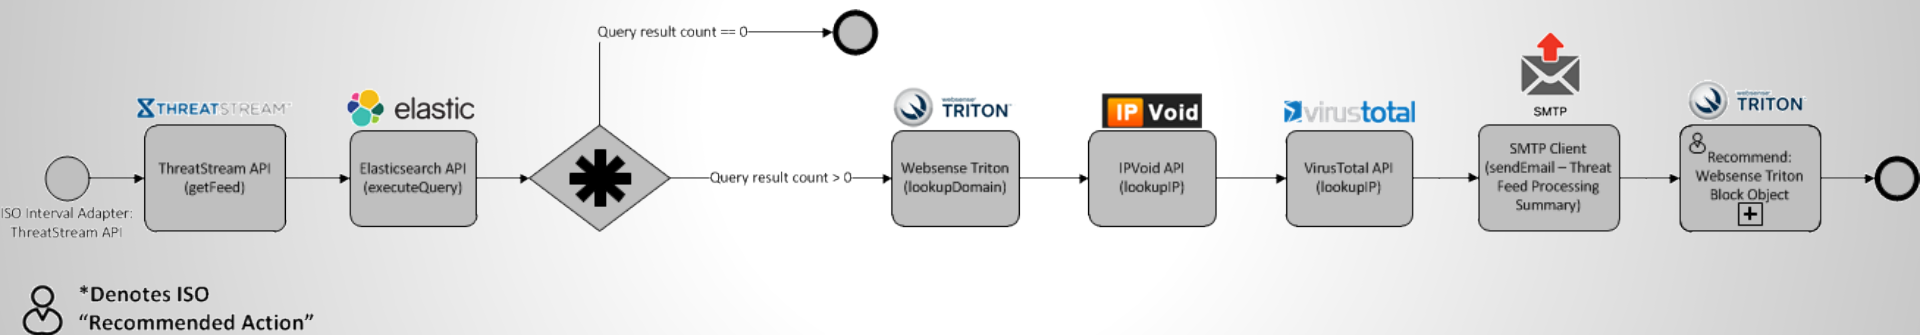 Query result count == 0
THREATSTREAM
elastic
websense
TRITON
IP Void
virustotal
SMTP
websense
TRITON
ThreatStream API
(getFeed)
Elasticsearch API
(executeQuery)
Query result count > 0
Websense Triton
(lookupDomain)
IPVoid API
(lookupIP)
VirusTotal API
(lookupIP)
SMTP Client
(sendEmail – Threat
Feed Processing
Summary)
Recommend:
Websense Triton
Block Object
ISO Interval Adapter:
ThreatStream API
*Denotes ISO
“Recommended Action”